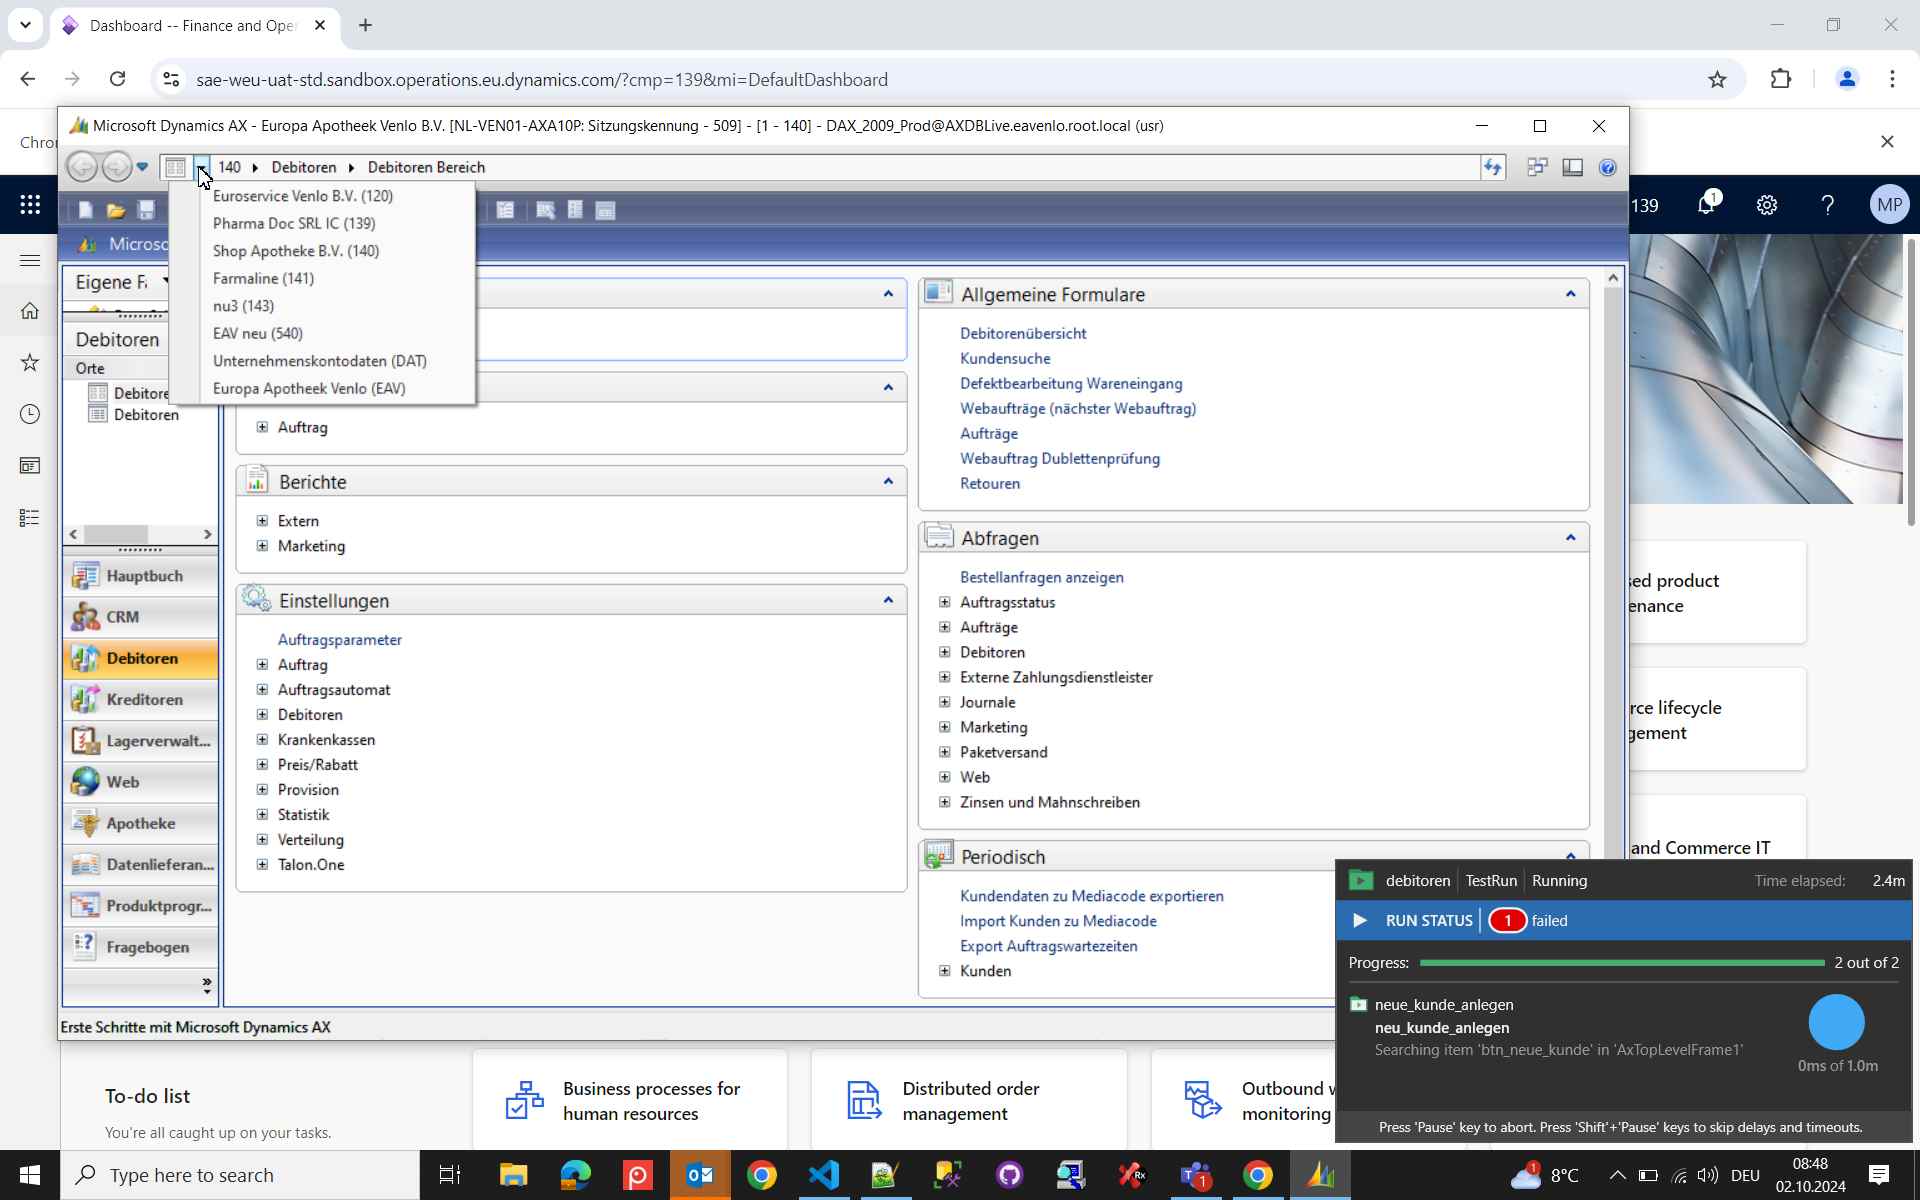 Dashboard -- Finance and Oper
sae-weu-uat-std.sandbox.operations.eu.dynamics.com/?cmp=139&mi=DefaultDashboard
Chro
Microsoft Dynamics AX - Europa Apotheek Venlo B.V. [NL-VEN01-AXA10P: Sitzungskennung - 509] - [1 - 140] - DAX_2009_Prod@AXDBLive.eavenlo.root.local (usr)
140 Debitoren Debitoren Bereich
Euroservice Venlo B.V. (120)
Pharma Doc SRL IC (139)
Shop Apotheke B.V. (140)
Farmaline (141)
nu3 (143)
EAV neu (540)
Unternehmenskontodaten (DAT)
Europa Apotheek Venlo (EAV)
139
1
?
MP
Microso
Eigene Fa
Debitoren
Orte
Debitore
Debitoren
Hauptbuch
CRM
Debitoren
Kreditoren
Lagerverwalt...
Web
Apotheke
Datenlieferan...
Produktprogr...
Fragebogen
Auftrag
Berichte
Extern
Marketing
Einstellungen
Auftragsparameter
Auftrag
Auftragsautomat
Debitoren
Krankenkassen
Preis/Rabatt
Provision
Statistik
Verteilung
Talon.One
Allgemeine Formulare
Debitorenübersicht
Kundensuche
Defektbearbeitung Wareneingang
Webaufträge (nächster Webauftrag)
Aufträge
Webauftrag Dublettenprüfung
Retouren
Abfragen
Bestellanfragen anzeigen
Auftragsstatus
Aufträge
Debitoren
Externe Zahlungsdienstleister
Journale
Marketing
Paketversand
Web
Zinsen und Mahnschreiben
Periodisch
Kundendaten zu Mediacode exportieren
Import Kunden zu Mediacode
Export Auftragswartezeiten
Kunden
Erste Schritte mit Microsoft Dynamics AX
sed product
enance
rce lifecycle
gement
and Commerce IT
debitoren TestRun Running Time elapsed: 2.4m
RUN STATUS 1 failed
Progress: 2 out of 2
neue_kunde_anlegen
neu_kunde_anlegen
Searching item 'btn_neue_kunde' in 'AxTopLevelFrame1'
0ms of 1.0m
Press 'Pause' key to abort. Press 'Shift'+'Pause' keys to skip delays and timeouts.
To-do list
You're all caught up on your tasks.
Business processes for
human resources
Distributed order
management
Outbound w
monitoring
Type here to search
1
1
8°C
DEU
08:48
02.10.2024